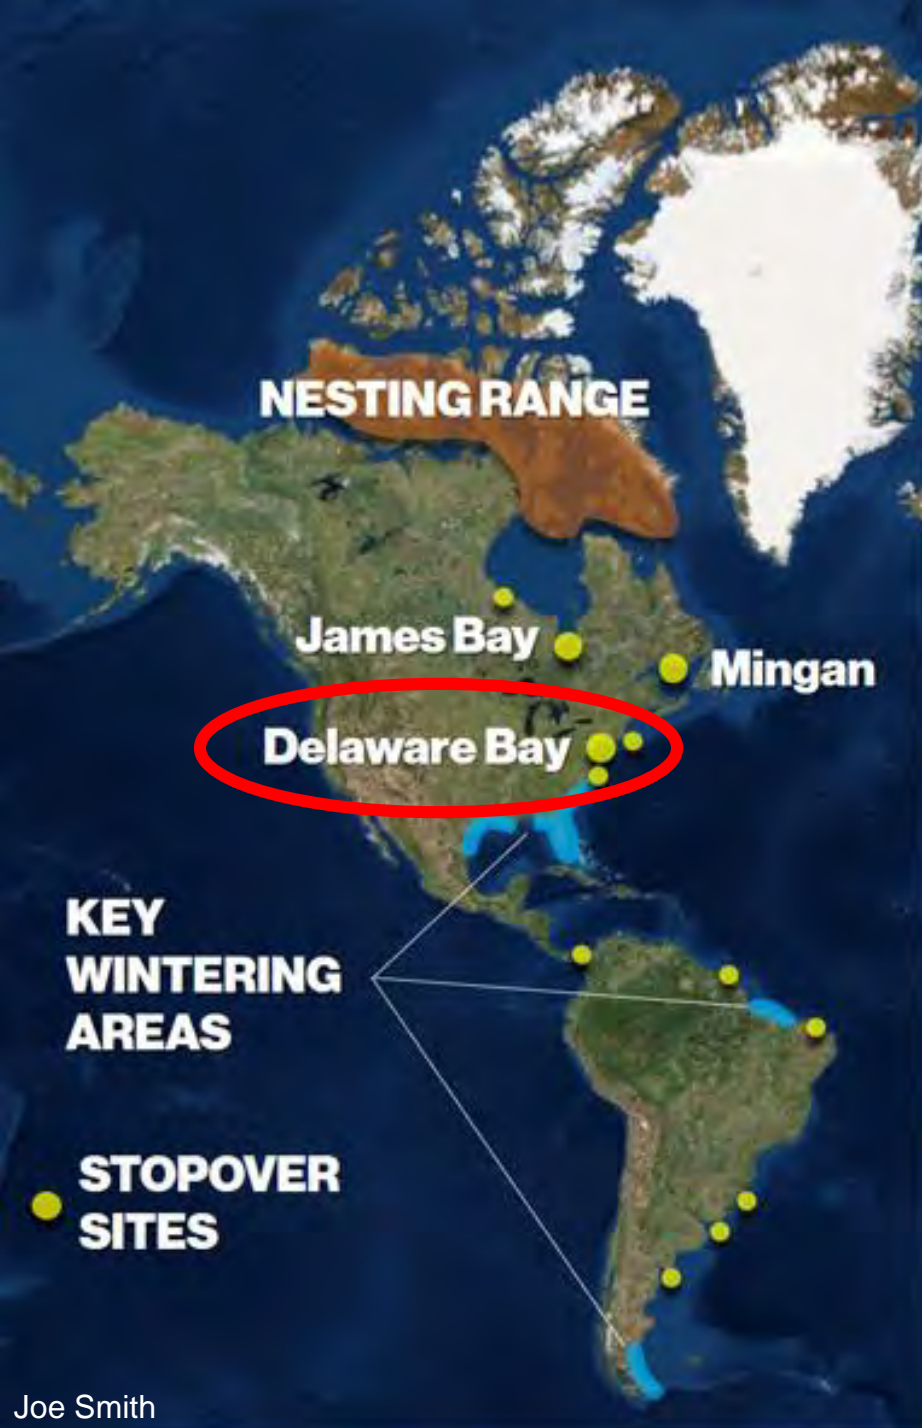 NESTING RANGE
James Bay
Mingan
Delaware Bay
KEY
WINTERING
AREAS
STOPOVER
SITES
Joe Smith